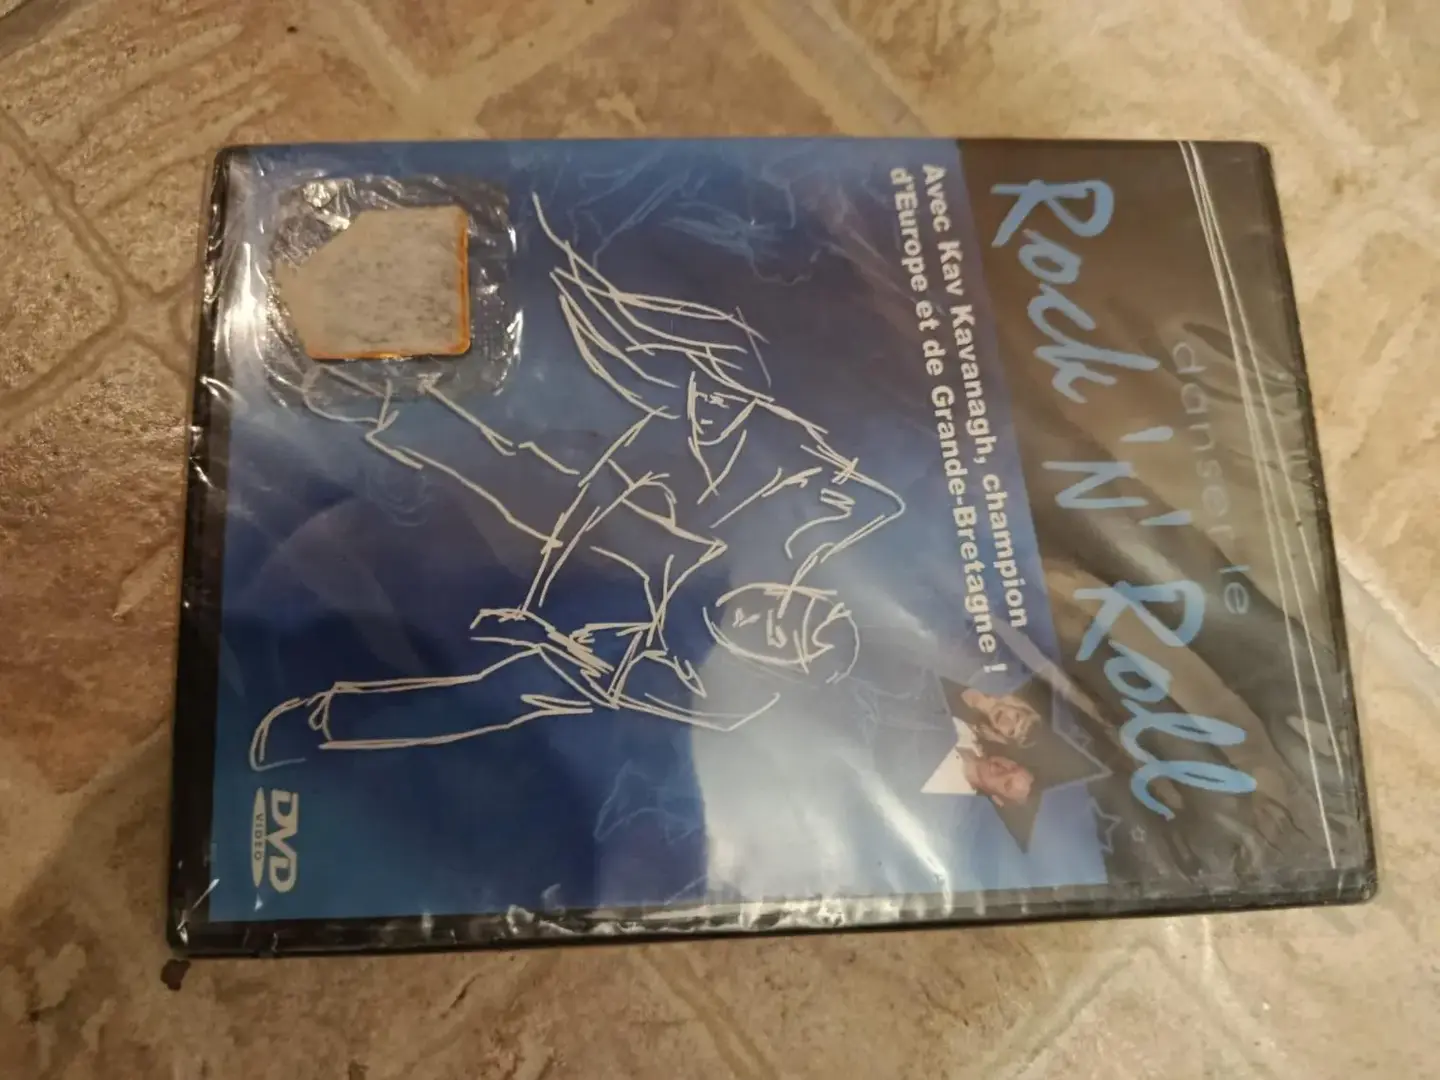 danser le
Rock 'N' Roll
Avec Kav Kavanagh, champion
d'Europe et de Grande-Bretagne !
DVD
VIDEO